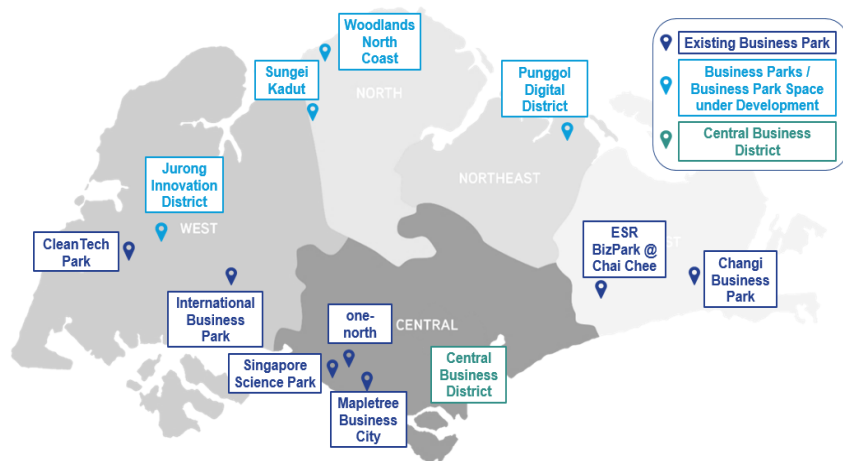 Woodlands
North
Coast
Sungei
Kadut
NORTH
Punggol
Digital
District
Existing Business Park
Business Parks /
Business Park Space
under Development
Central Business
District
Jurong
Innovation
District
WEST
NORTHEAST
CleanTech
Park
International
Business
Park
ESR
BizPark @
Chai Chee
Changi
Business
Park
one-
north
CENTRAL
Singapore
Science Park
Mapletree
Business
City
Central
Business
District